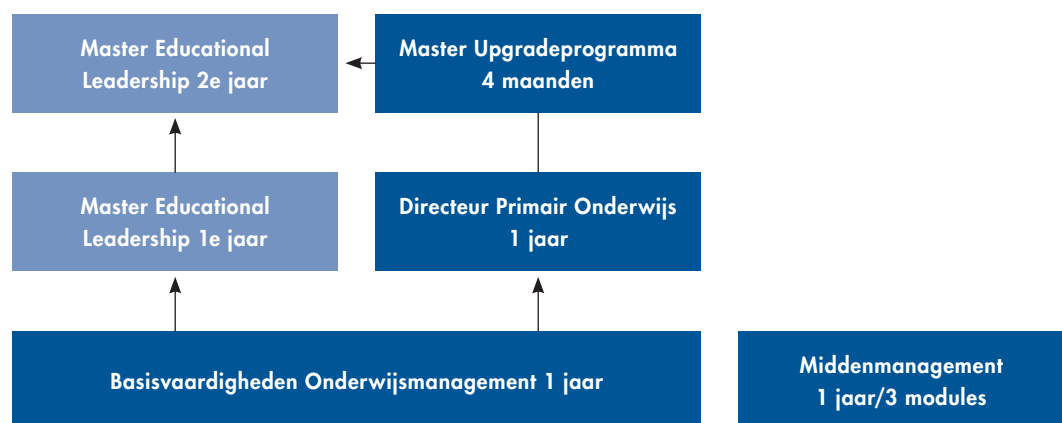 Master Educational
Leadership 2e jaar
Master Upgradeprogramma
4 maanden
Master Educational
Leadership 1e jaar
Directeur Primair Onderwijs
1 jaar
Basisvaardigheden Onderwijsmanagement 1 jaar
Middenmanagement
1 jaar/3 modules